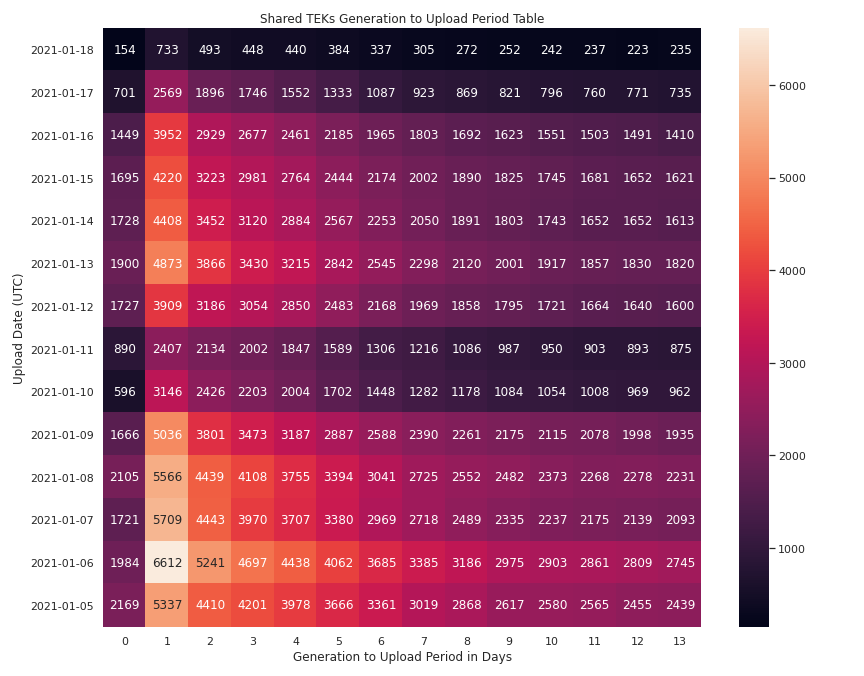 Shared TEKs Generation to Upload Period Table
2021-01-18 154 733 493 448 440 384 337 305 272 252 242 237 223 235
2021-01-17 701 2569 1896 1746 1552 1333 1087 923 869 821 796 760 771 735
2021-01-16 1449 3952 2929 2677 2461 2185 1965 1803 1692 1623 1551 1503 1491 1410
2021-01-15 1695 4220 3223 2981 2764 2444 2174 2002 1890 1825 1745 1681 1652 1621
2021-01-14 1728 4408 3452 3120 2884 2567 2253 2050 1891 1803 1743 1652 1652 1613
2021-01-13 1900 4873 3866 3430 3215 2842 2545 2298 2120 2001 1917 1857 1830 1820
2021-01-12 1727 3909 3186 3054 2850 2483 2168 1969 1858 1795 1721 1664 1640 1600
2021-01-11 890 2407 2134 2002 1847 1589 1306 1216 1086 987 950 903 893 875
2021-01-10 596 3146 2426 2203 2004 1702 1448 1282 1178 1084 1054 1008 969 962
2021-01-09 1666 5036 3801 3473 3187 2887 2588 2390 2261 2175 2115 2078 1998 1935
2021-01-08 2105 5566 4439 4108 3755 3394 3041 2725 2552 2482 2373 2268 2278 2231
2021-01-07 1721 5709 4443 3970 3707 3380 2969 2718 2489 2335 2237 2175 2139 2093
2021-01-06 1984 6612 5241 4697 4438 4062 3685 3385 3186 2975 2903 2861 2809 2745
2021-01-05 2169 5337 4410 4201 3978 3666 3361 3019 2868 2617 2580 2565 2455 2439
0 1 2 3 4 5 6 7 8 9 10 11 12 13
Generation to Upload Period in Days
Upload Date (UTC)
6000
5000
4000
3000
2000
1000